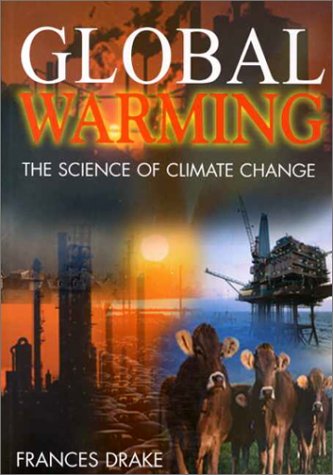 GLOBAL
WARMING
THE SCIENCE OF CLIMATE CHANGE
FRANCES DRAKE